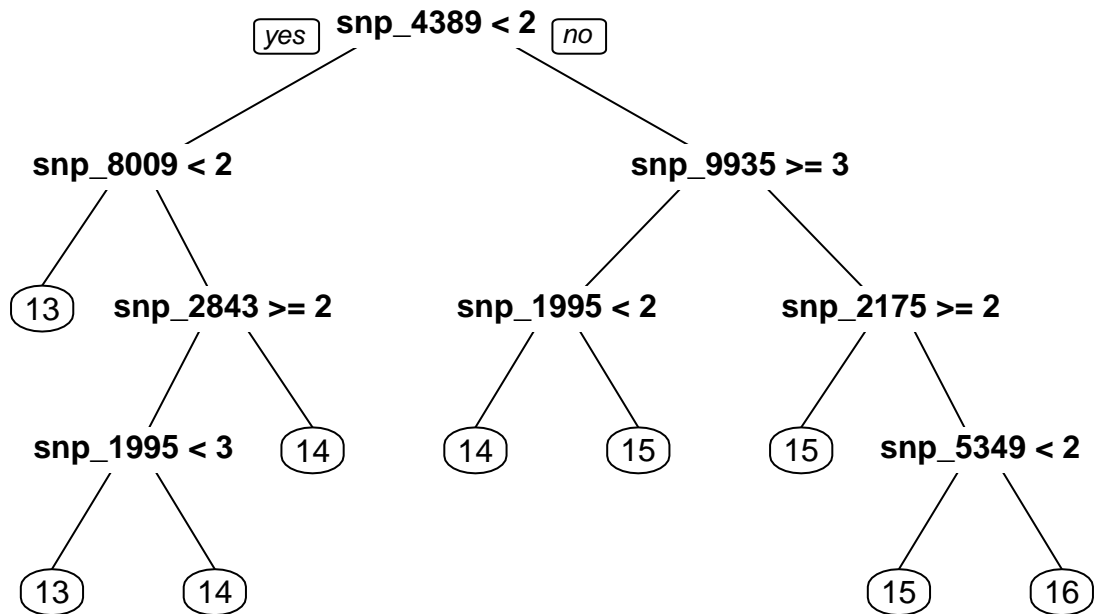 yes snp_4389 < 2 no
snp_8009 < 2 snp_9935 >= 3
13 snp_2843 >= 2 snp_1995 < 2 snp_2175 >= 2
snp_1995 < 3 14 14 15 15 snp_5349 < 2
13 14 15 16